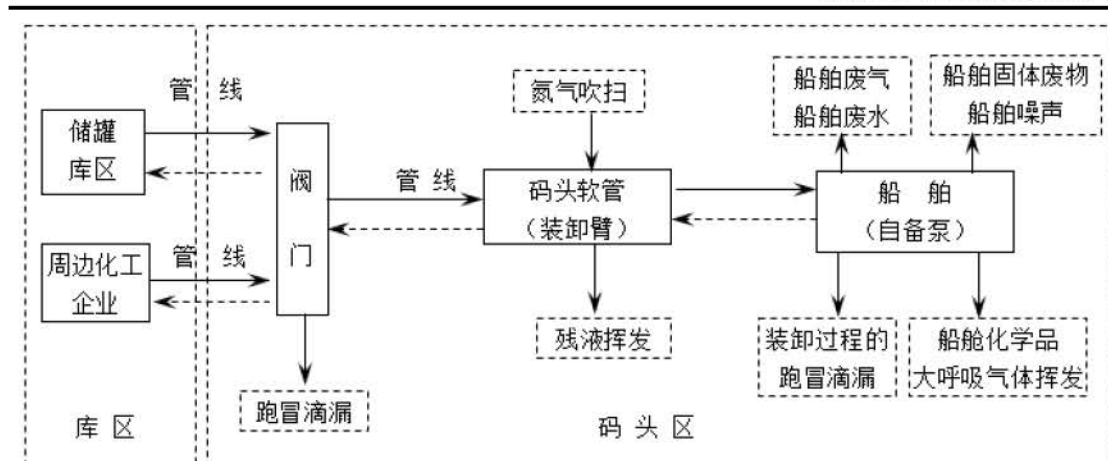 管 线
储罐
库区
周边化工
企业
管 线
库 区
阀
门
跑冒滴漏
管 线
氮气吹扫
码头软管
（装卸臂）
残液挥发
船舶废气
船舶废水
船舶固体废物
船舶噪声
船 舶
（自备泵）
装卸过程的
跑冒滴漏
船舱化学品
大呼吸气体挥发
码 头 区